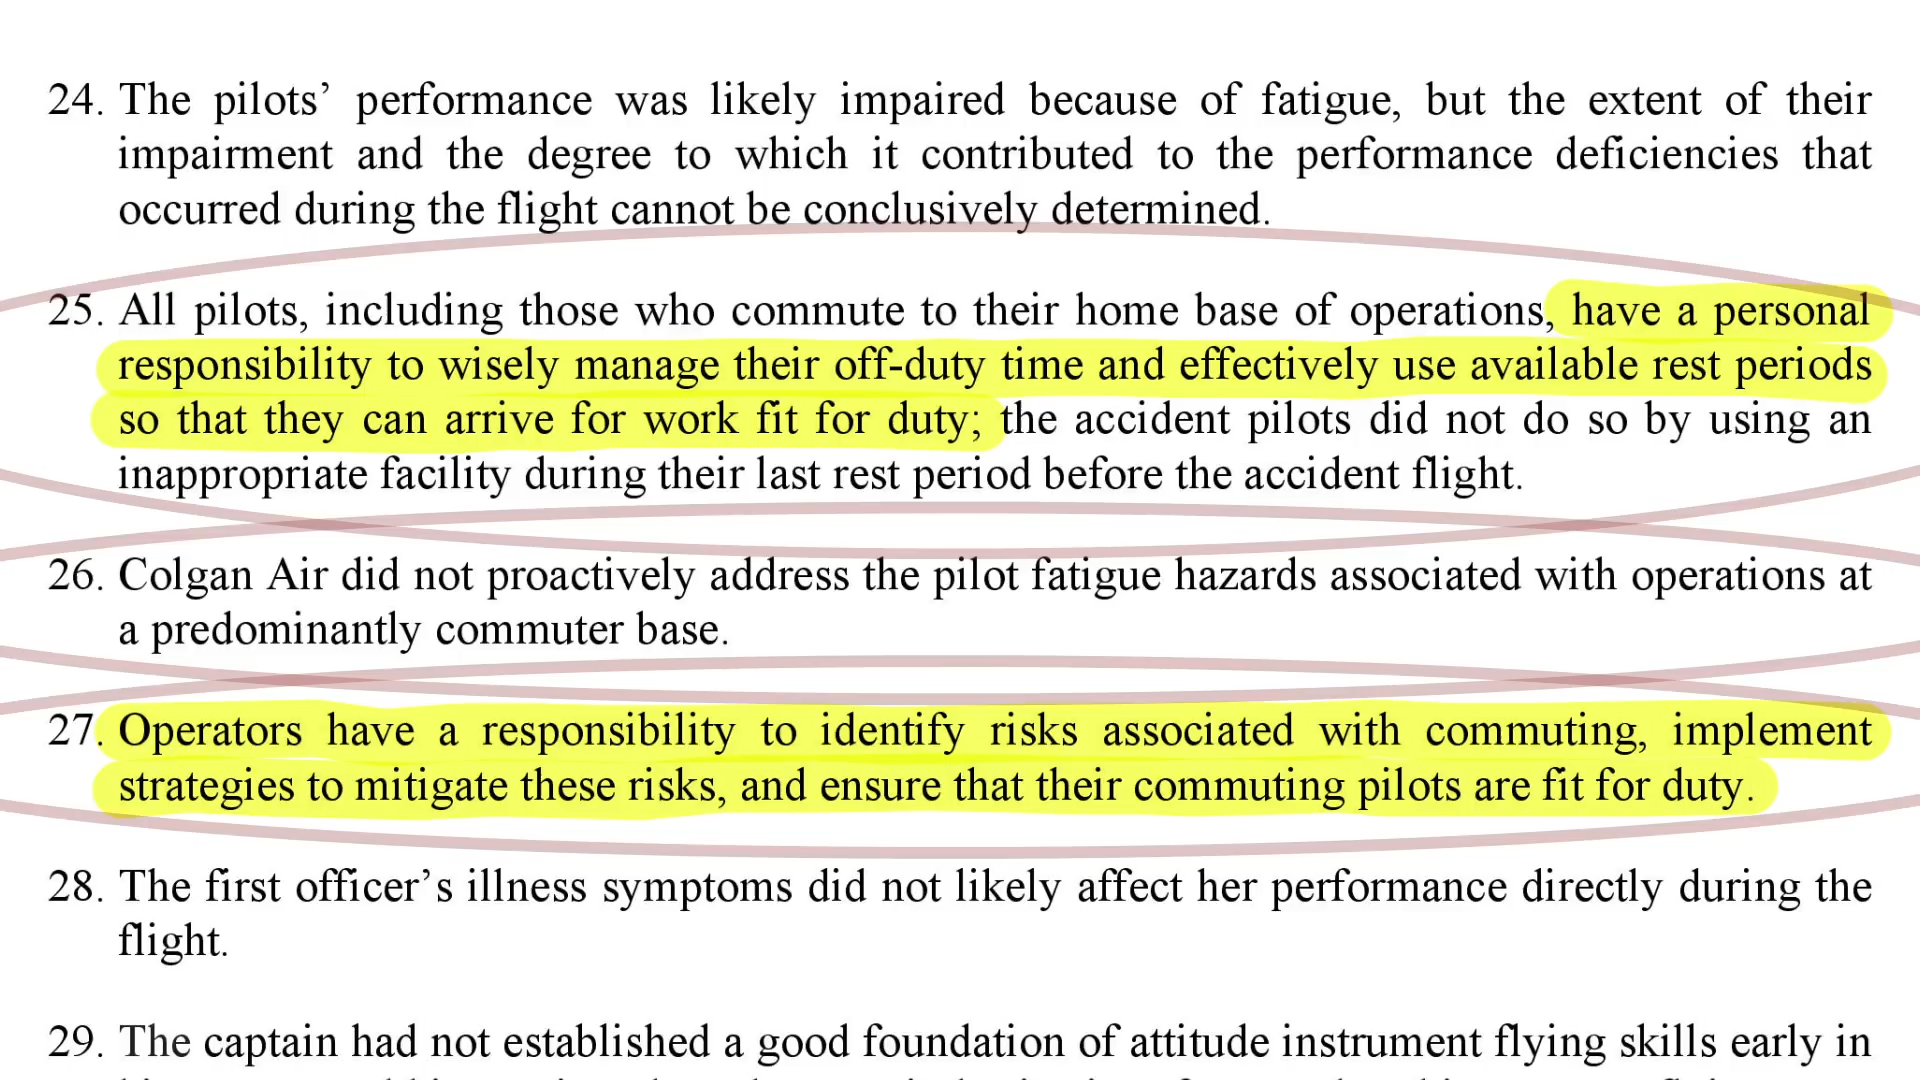 24. The pilots’ performance was likely impaired because of fatigue, but the extent of their
impairment and the degree to which it contributed to the performance deficiencies that
occurred during the flight cannot be conclusively determined.
25. All pilots, including those who commute to their home base of operations, have a personal
responsibility to wisely manage their off-duty time and effectively use available rest periods
so that they can arrive for work fit for duty; the accident pilots did not do so by using an
inappropriate facility during their last rest period before the accident flight.
26. Colgan Air did not proactively address the pilot fatigue hazards associated with operations at
a predominantly commuter base.
27. Operators have a responsibility to identify risks associated with commuting, implement
strategies to mitigate these risks, and ensure that their commuting pilots are fit for duty.
28. The first officer’s illness symptoms did not likely affect her performance directly during the
flight.
29. The captain had not established a good foundation of attitude instrument flying skills early in